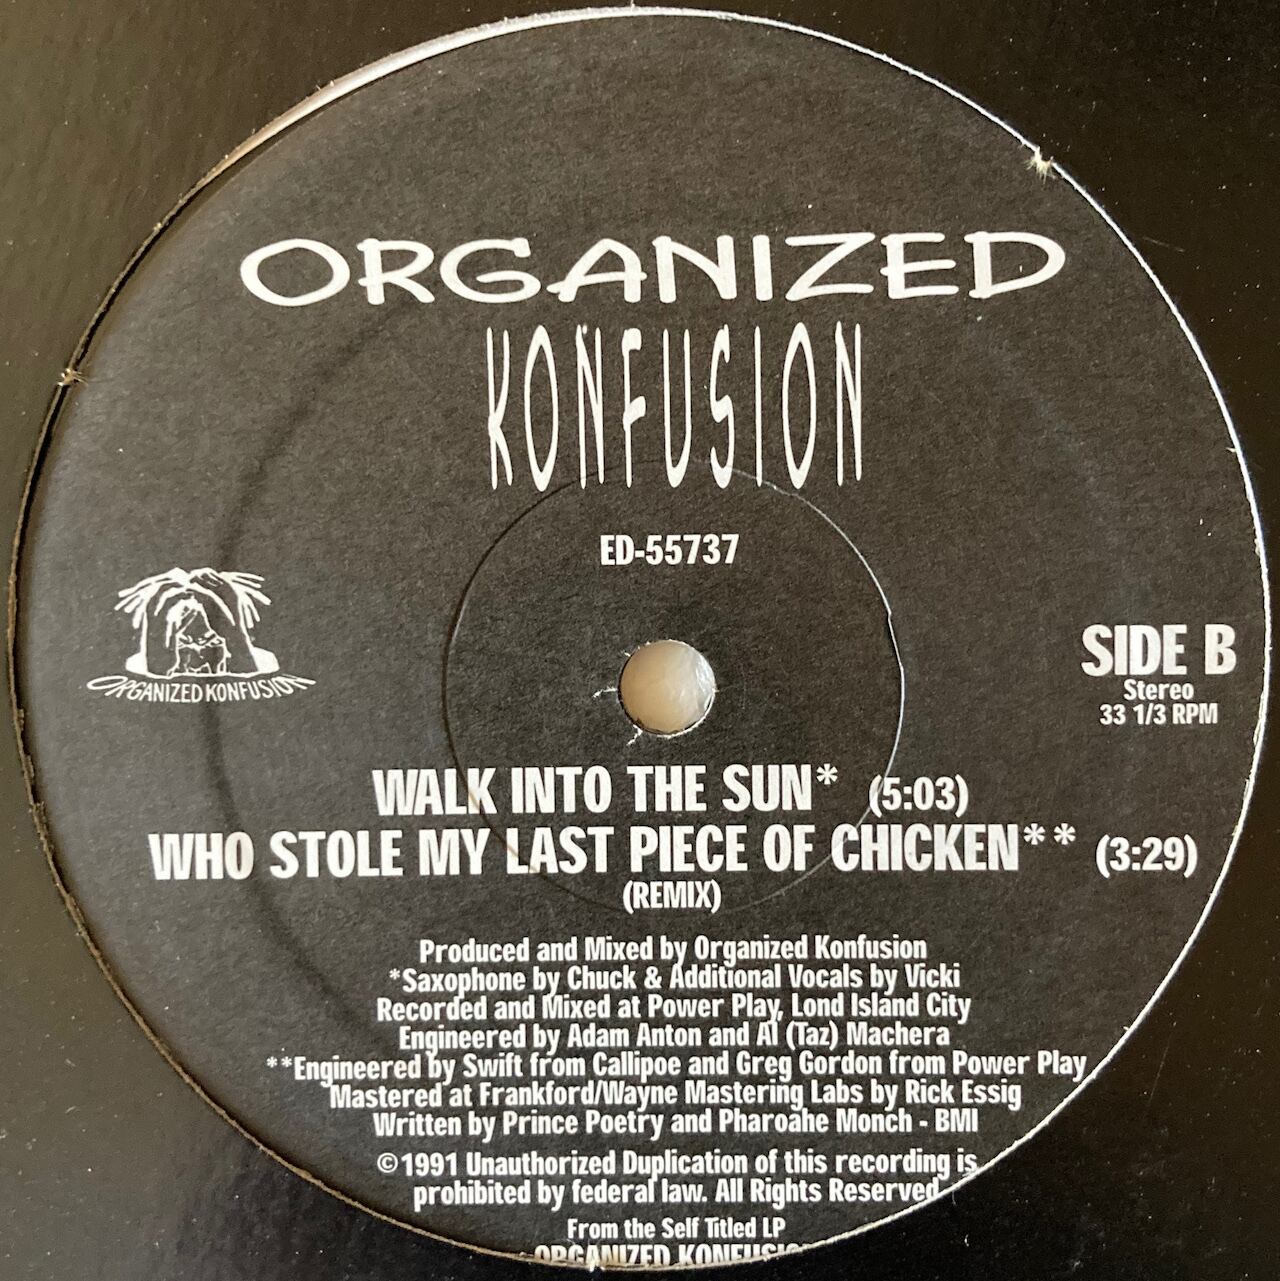 ORGANIZED
KONFUSION
ED-55737
ORGANIZED KONFUSION
SIDE B
Stereo
33 1/3 RPM
WALK INTO THE SUN* (5:03)
WHO STOLE MY LAST PIECE OF CHICKEN** (3:29)
(REMIX)
Produced and Mixed by Organized Konfusion
*Saxophone by Chuck & Additional Vocals by Vicki
Recorded and Mixed at Power Play, Lond Island City
Engineered by Adam Anton and Al (Taz) Machera
**Engineered by Swift from Callipoe and Greg Gordon from Power Play
Mastered at Frankford/Wayne Mastering Labs by Rick Essig
Written by Prince Poetry and Pharoahe Monch - BMI
©1991 Unauthorized Duplication of this recording is
prohibited by federal law. All Rights Reserved
From the Self Titled LP
ORGANIZED KONFUSION